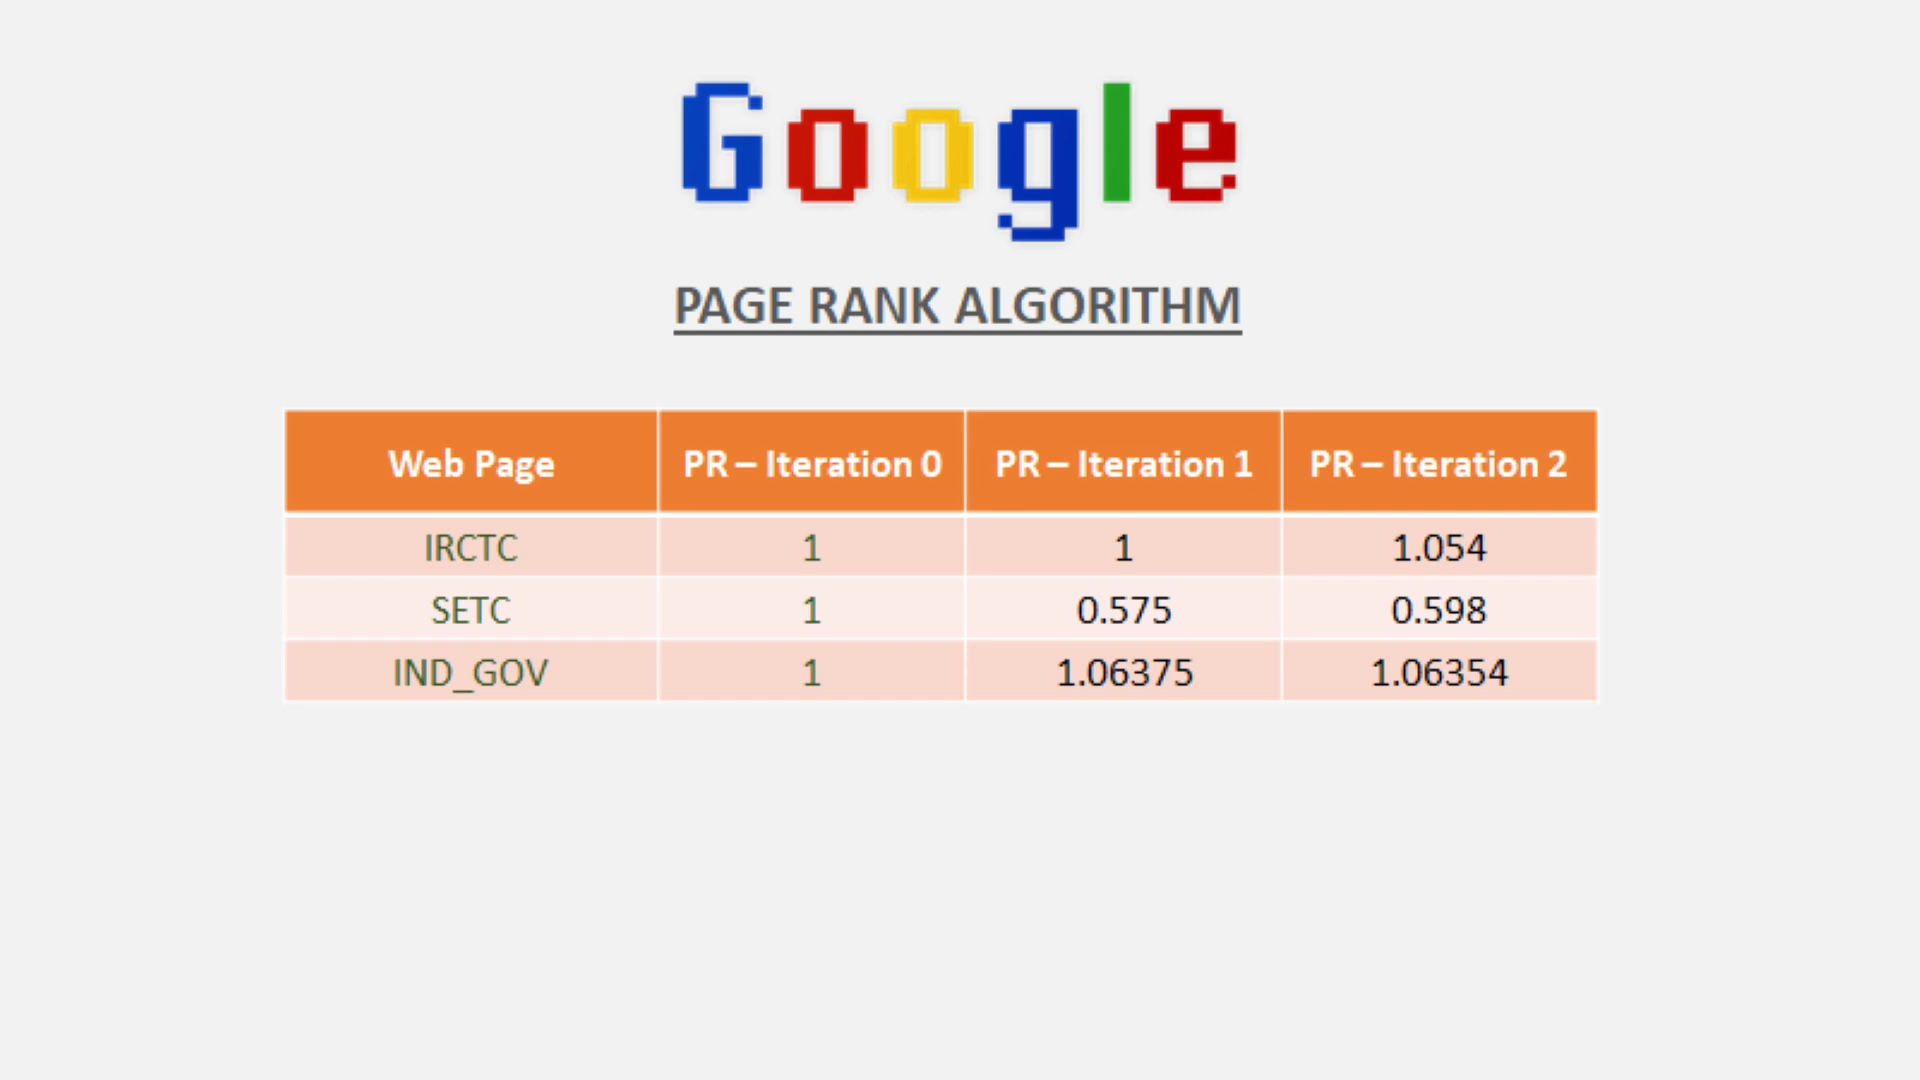 Google
PAGE RANK ALGORITHM
Web Page PR – Iteration 0 PR – Iteration 1 PR – Iteration 2
IRCTC 1 1 1.054
SETC 1 0.575 0.598
IND_GOV 1 1.06375 1.06354